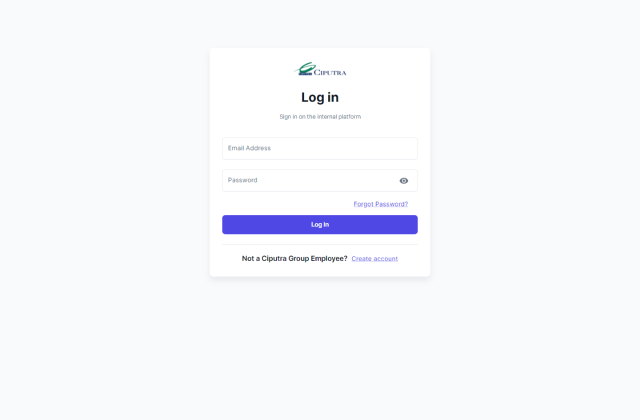 CIPUTRA
Log in
Sign in on the internal platform
Email Address
Password
Forgot Password?
Log In
Not a Ciputra Group Employee? Create account